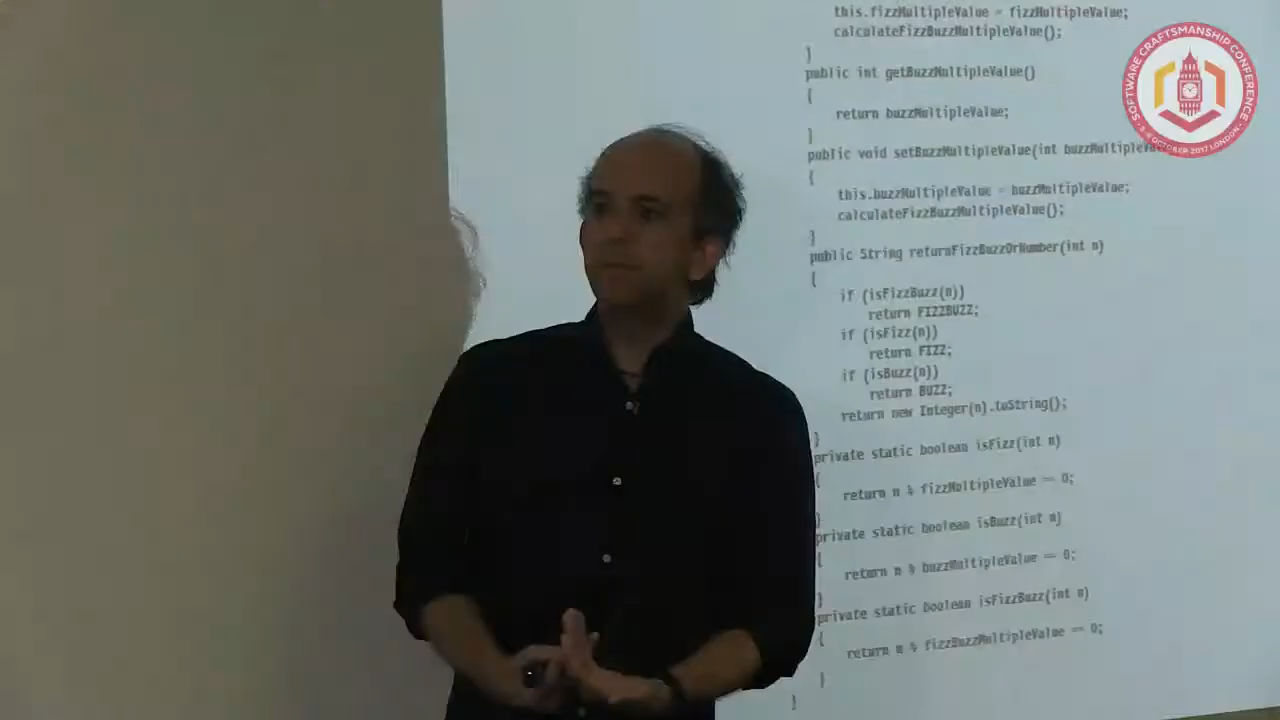 this.fizzMultipleValue = fizzMultipleValue;
calculateFizzBuzzMultipleValue();
}
public int getBuzzMultipleValue()
{
return buzzMultipleValue;
}
public void setBuzzMultipleValue(int buzzMultipleVa
{
this.buzzMultipleValue = buzzMultipleValue;
calculateFizzBuzzMultipleValue();
}
public String returnFizzBuzzOrNumber(int n)
{
if (isFizzBuzz(n))
return FIZZBUZZ;
if (isFizz(n))
return FIZZ;
if (isBuzz(n))
return BUZZ;
return new Integer(n).toString();
}
private static boolean isFizz(int n)
{
return n % fizzMultipleValue == 0;
}
private static boolean isBuzz(int n)
{
return n % buzzMultipleValue == 0;
}
private static boolean isFizzBuzz(int n)
{
return n % fizzBuzzMultipleValue == 0;
}
}
SOFTWARE CRAFTSMANSHIP CONFERENCE
OCTOBER 2017 LONDON